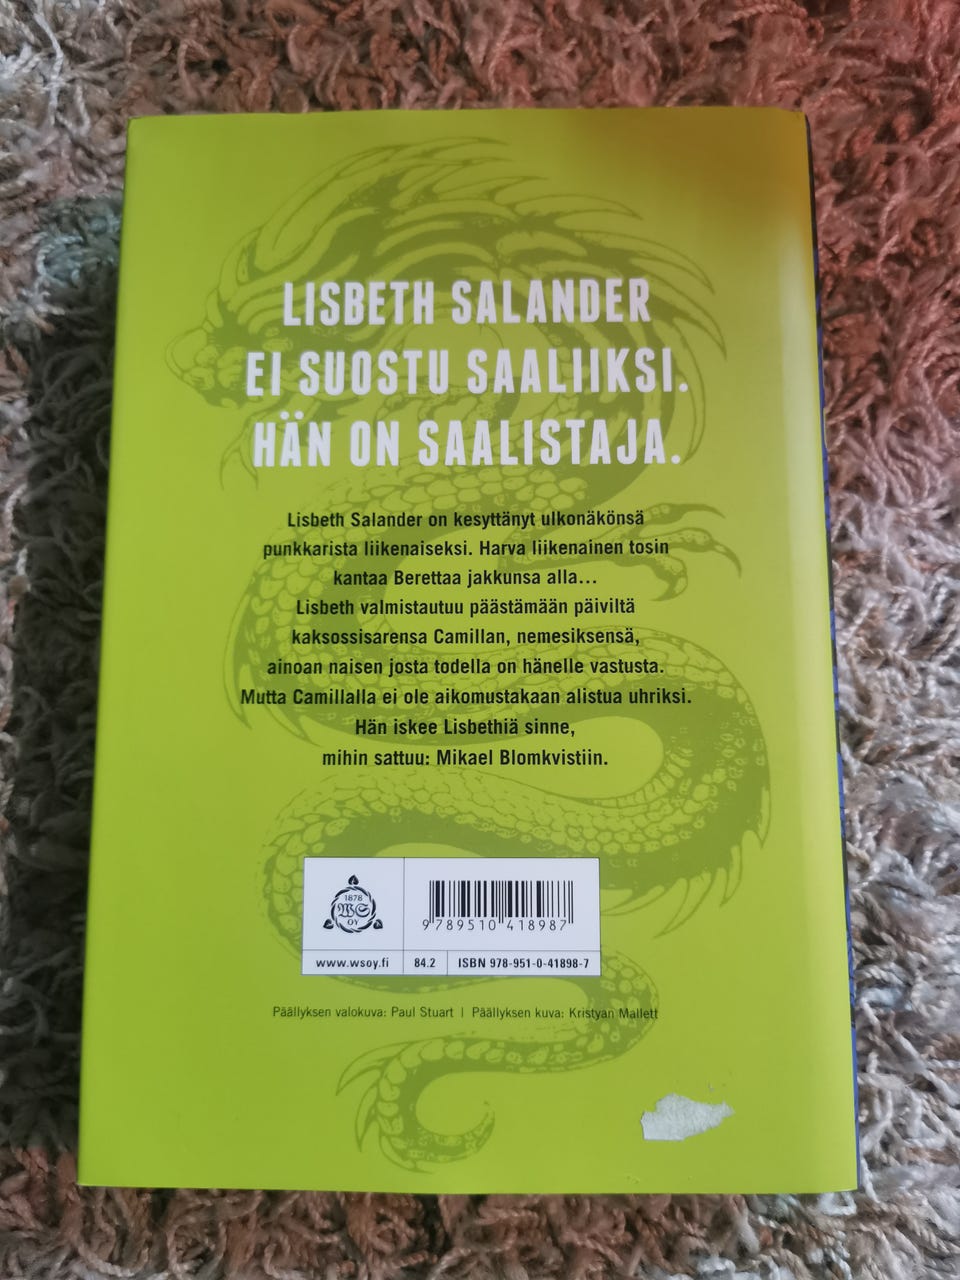 LISBETH SALANDER
EI SUOSTU SAALIIKSI.
HÄN ON SAALISTAJA.
Lisbeth Salander on kesyttänyt ulkonäkönsä
punkkarista liikenaiseksi. Harva liikenainen tosin
kantaa Berettaa jakkunsa alla...
Lisbeth valmistautuu päästämään päiviltä
kaksossisarensa Camillan, nemesiksensä,
ainoan naisen josta todella on hänelle vastusta.
Mutta Camillalla ei ole aikomustakaan alistua uhriksi.
Hän iskee Lisbethiä sinne,
mihin sattuu: Mikael Blomkvistiin.
1878
WS
OY
9 789510 418987
www.wsoy.fi 84.2 ISBN 978-951-0-41898-7
Päällyksen valokuva: Paul Stuart | Päällyksen kuva: Kristyan Mallett